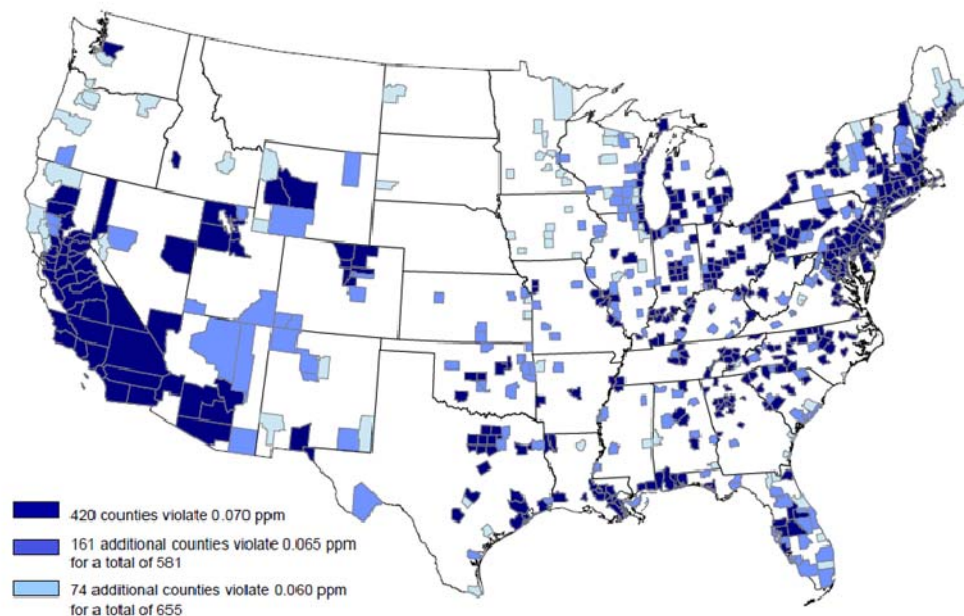 420 counties violate 0.070 ppm
161 additional counties violate 0.065 ppm
for a total of 581
74 additional counties violate 0.060 ppm
for a total of 655